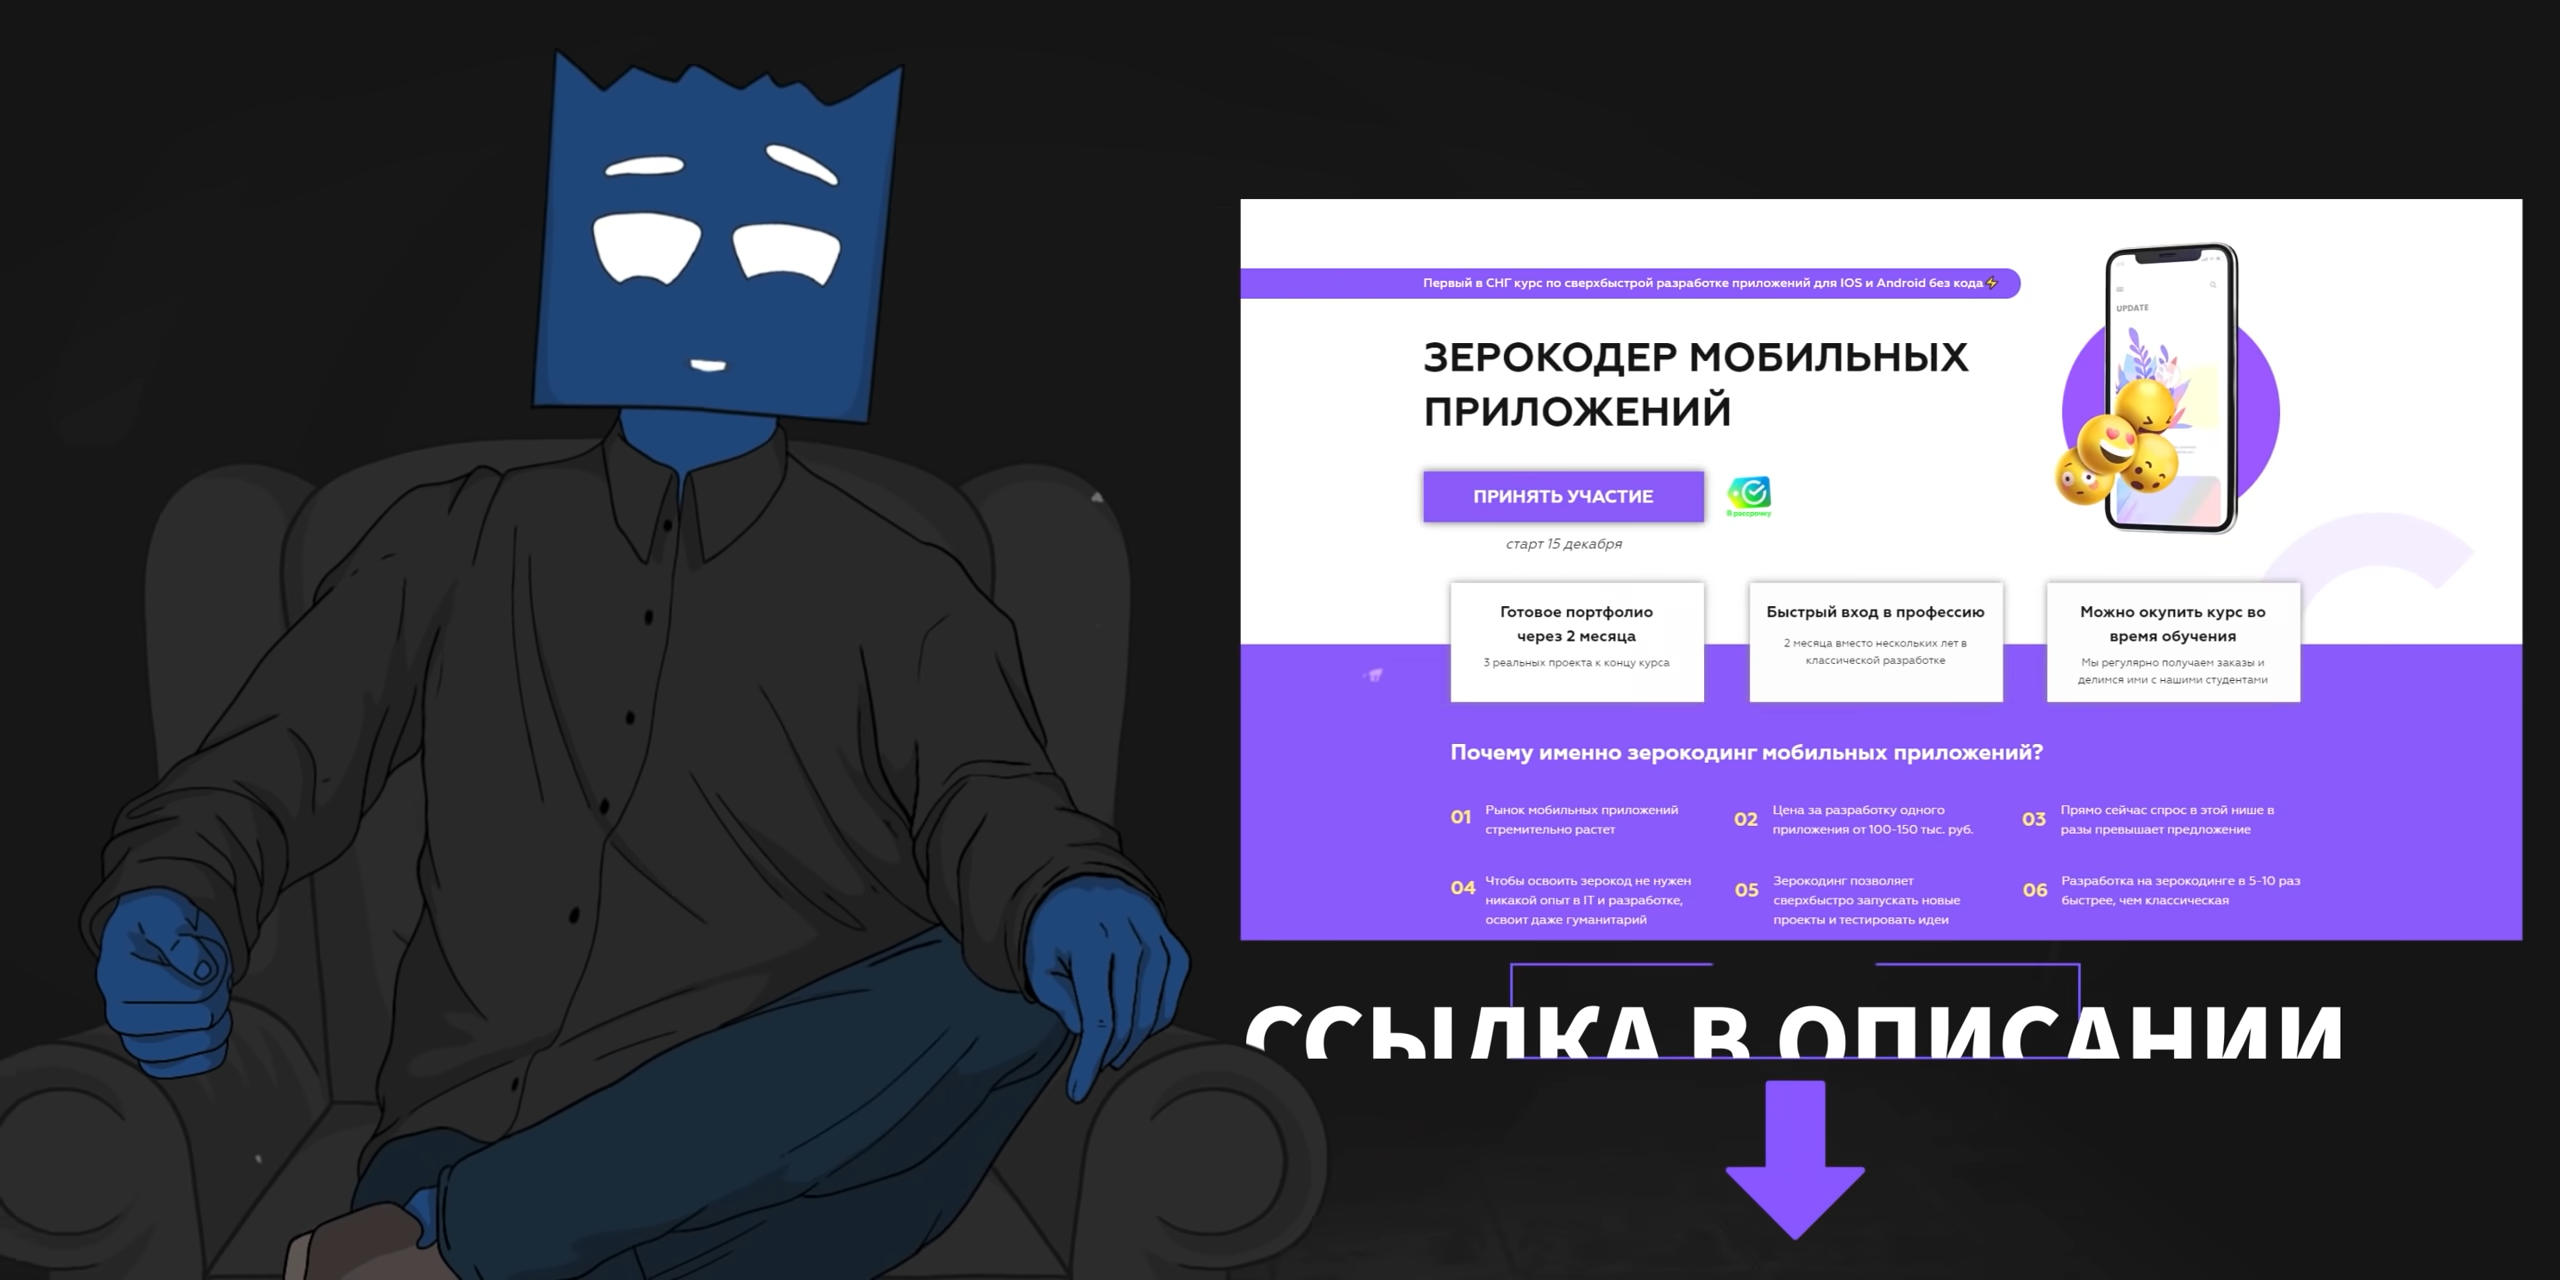 Первый в СНГ курс по сверхбыстрой разработке приложений для IOS и Android без кода⚡
UPDATE
ЗЕРОКОДЕР МОБИЛЬНЫХ
ПРИЛОЖЕНИЙ
ПРИНЯТЬ УЧАСТИЕ
В рассрочку
старт 15 декабря
Готовое портфолио
через 2 месяца
3 реальных проекта к концу курса
Быстрый вход в профессию
2 месяца вместо нескольких лет в
классической разработке
Можно окупить курс во
время обучения
Мы регулярно получаем заказы и
делимся ими с нашими студентами
Почему именно зерокодинг мобильных приложений?
01 Рынок мобильных приложений
стремительно растет
02 Цена за разработку одного
приложения от 100-150 тыс. руб.
03 Прямо сейчас спрос в этой нише в
разы превышает предложение
04 Чтобы освоить зерокод не нужен
никакой опыт в IT и разработке,
освоит даже гуманитарий
05 Зерокодинг позволяет
сверхбыстро запускать новые
проекты и тестировать идеи
06 Разработка на зерокодинге в 5-10 раз
быстрее, чем классическая
ССЫЛКА В ОПИСАНИИ